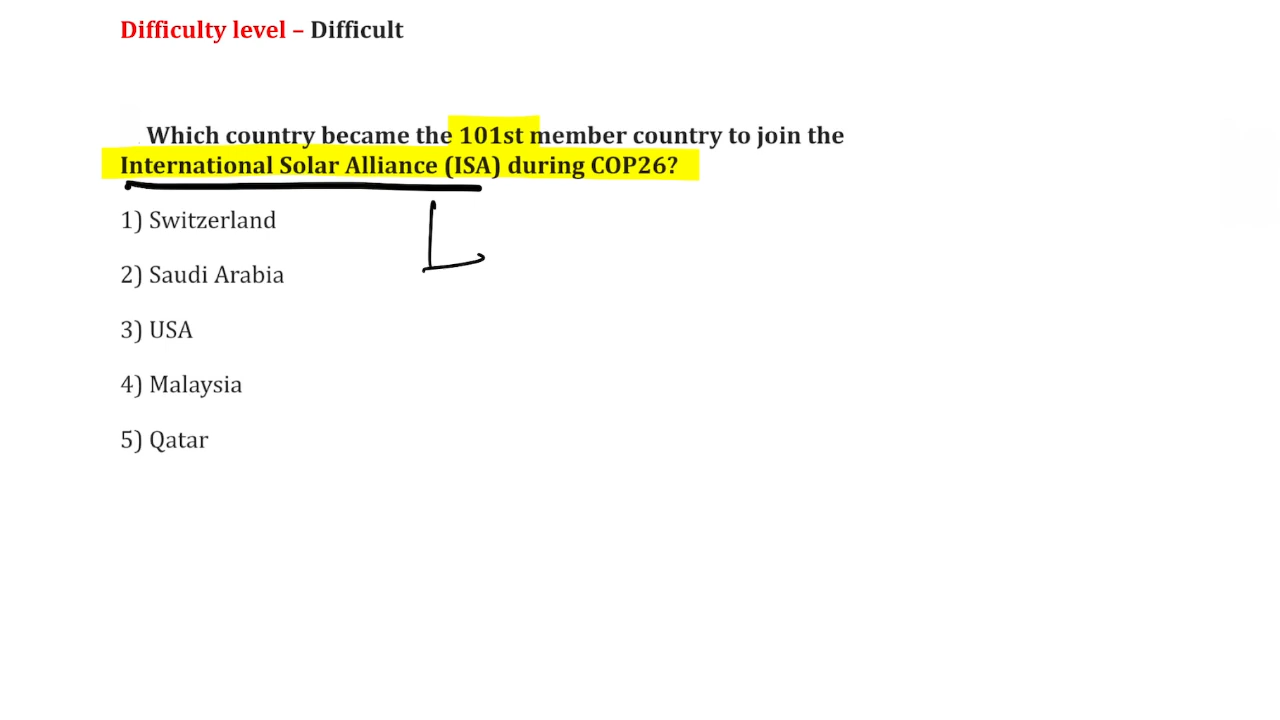 Difficulty level – Difficult
Which country became the 101st member country to join the
International Solar Alliance (ISA) during COP26?
1) Switzerland
2) Saudi Arabia
3) USA
4) Malaysia
5) Qatar